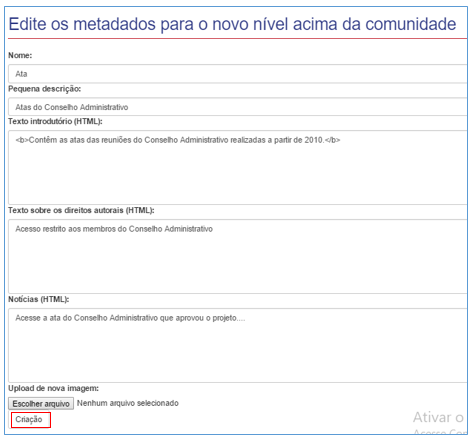 Edite os metadados para o novo nível acima da comunidade
Nome:
Ata
Pequena descrição:
Atas do Conselho Administrativo
Texto introdutório (HTML):
<b>Contêm as atas das reuniões do Conselho Administrativo realizadas a partir de 2010.</b>
Texto sobre os direitos autorais (HTML):
Acesso restrito aos membros do Conselho Administrativo
Notícias (HTML):
Acesse a ata do Conselho Administrativo que aprovou o projeto....
Upload de nova imagem:
Escolher arquivo Nenhum arquivo selecionado
Criação
Ativar o